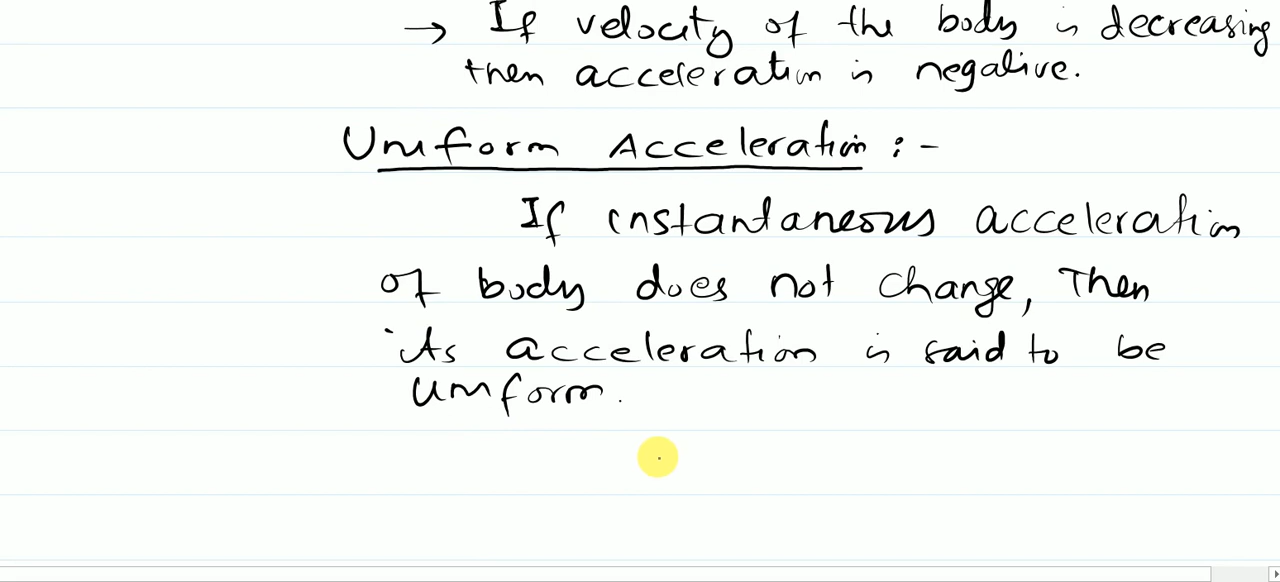 → If velocity of the body is decreasing
then acceleration is negative.
Uniform Acceleration :-
If instantaneous acceleration
of body does not change, Then
its acceleration is said to be
uniform.